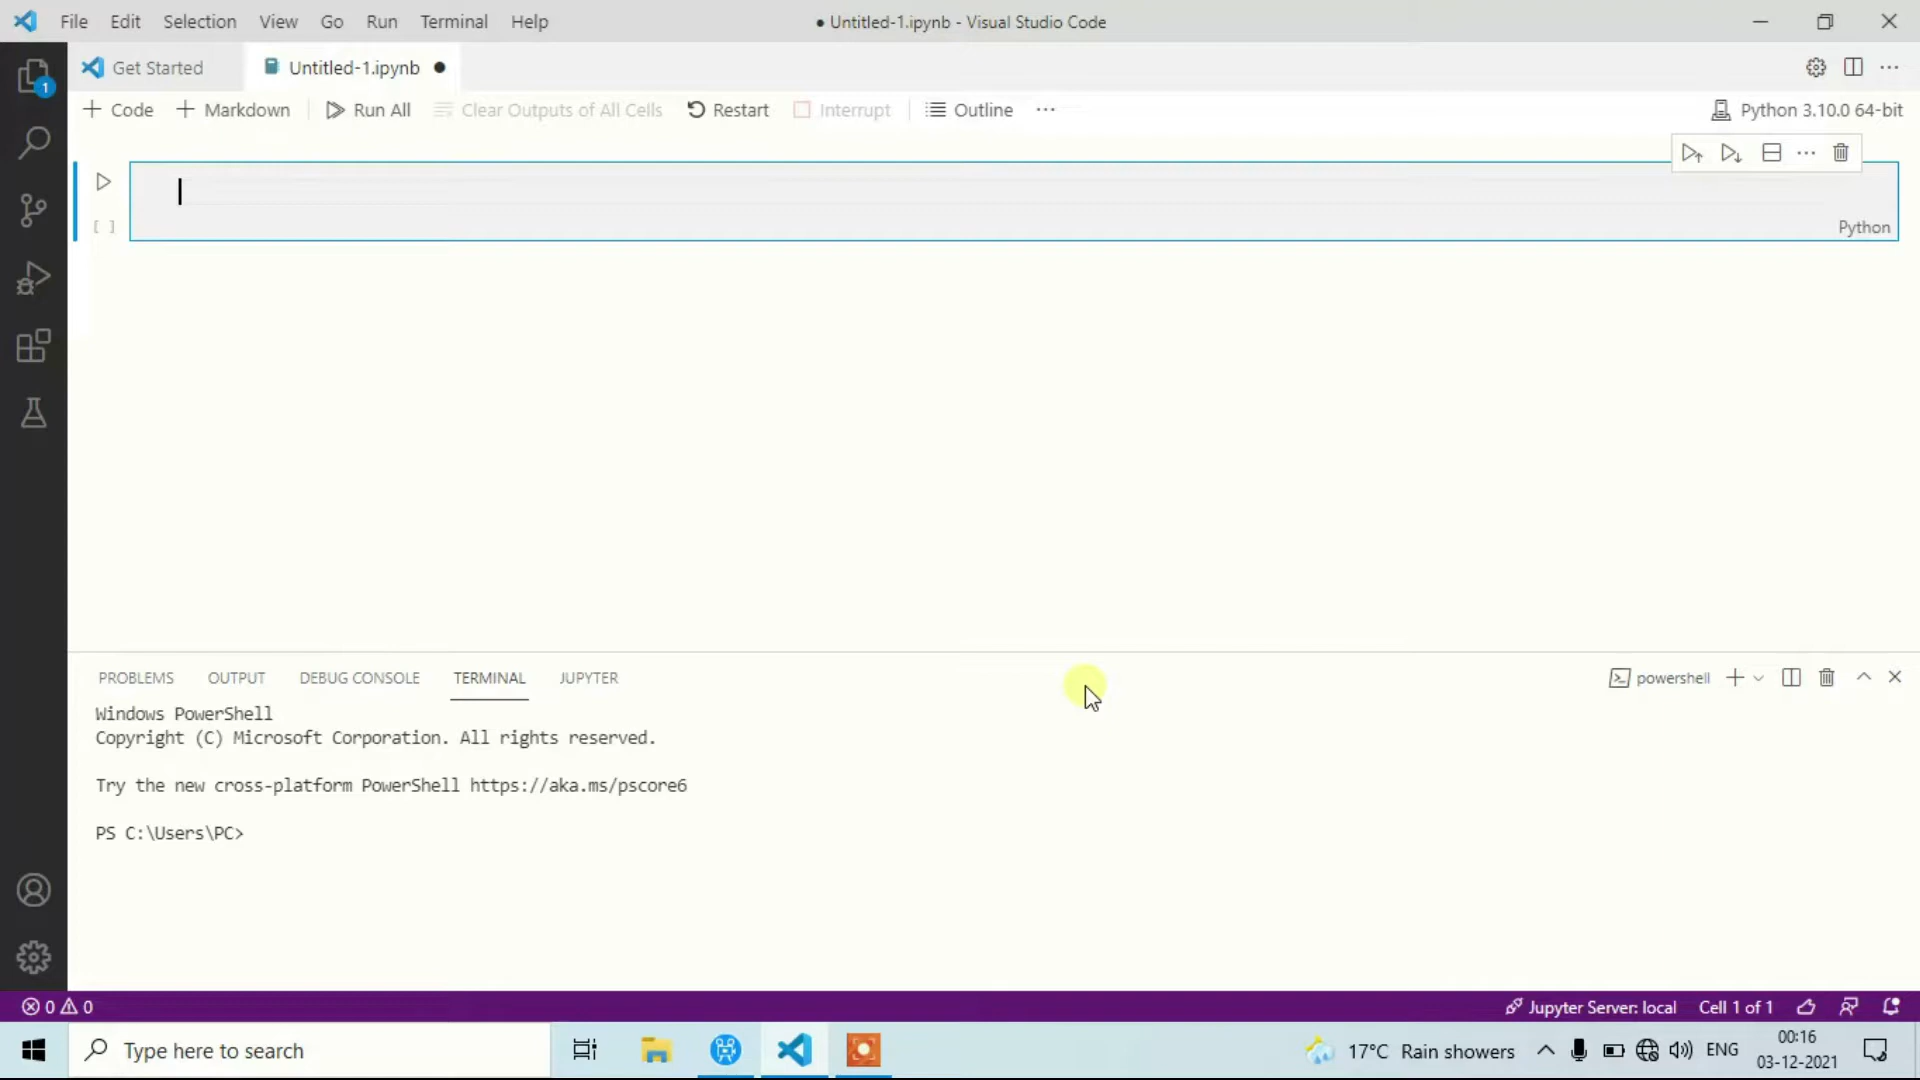 File Edit Selection View Go Run Terminal Help ● Untitled-1.ipynb - Visual Studio Code
Get Started Untitled-1.ipynb ●
1
+ Code + Markdown Run All Clear Outputs of All Cells Restart Interrupt Outline ··· Python 3.10.0 64-bit
[ ]
Python
PROBLEMS OUTPUT DEBUG CONSOLE TERMINAL JUPYTER powershell
Windows PowerShell
Copyright (C) Microsoft Corporation. All rights reserved.
Try the new cross-platform PowerShell https://aka.ms/pscore6
PS C:\Users\PC>
0 0 Jupyter Server: local Cell 1 of 1
Type here to search 17°C Rain showers ENG 00:16
03-12-2021